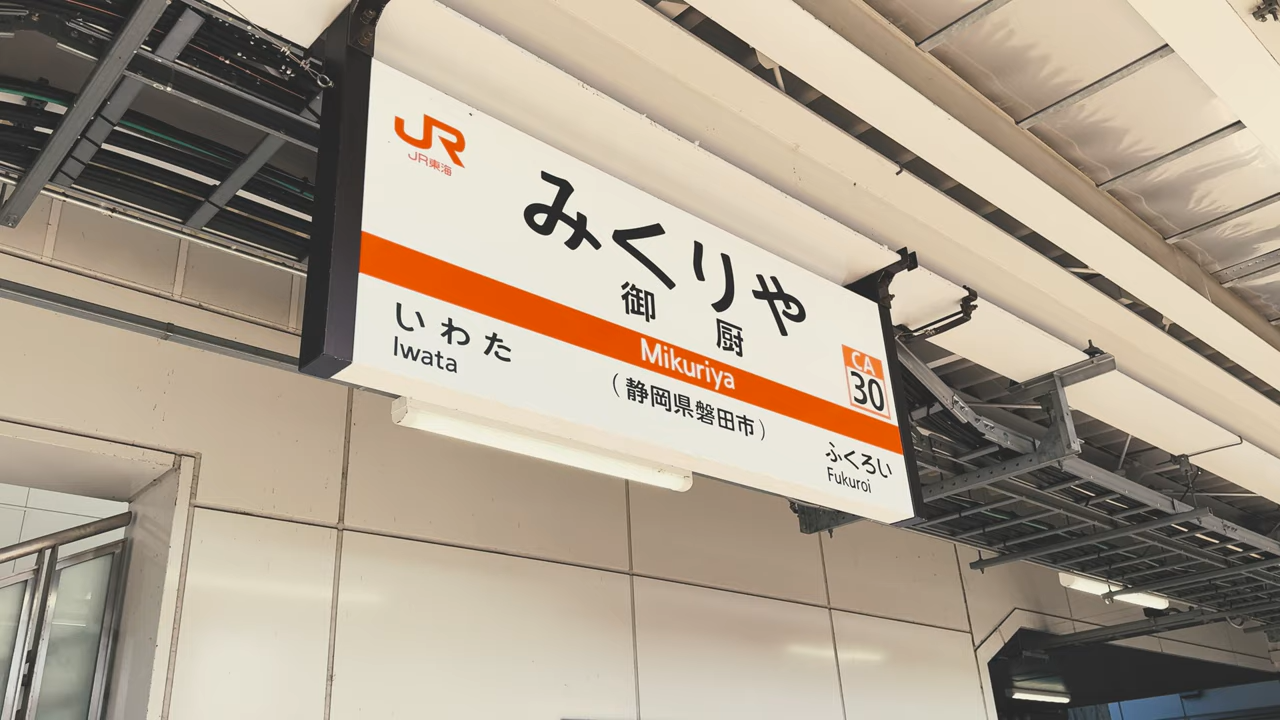 JR
JR東海
みくりや
御厨
CA
30
Mikuriya
いわた
Iwata
(静岡県磐田市)
ふくろい
Fukuroi